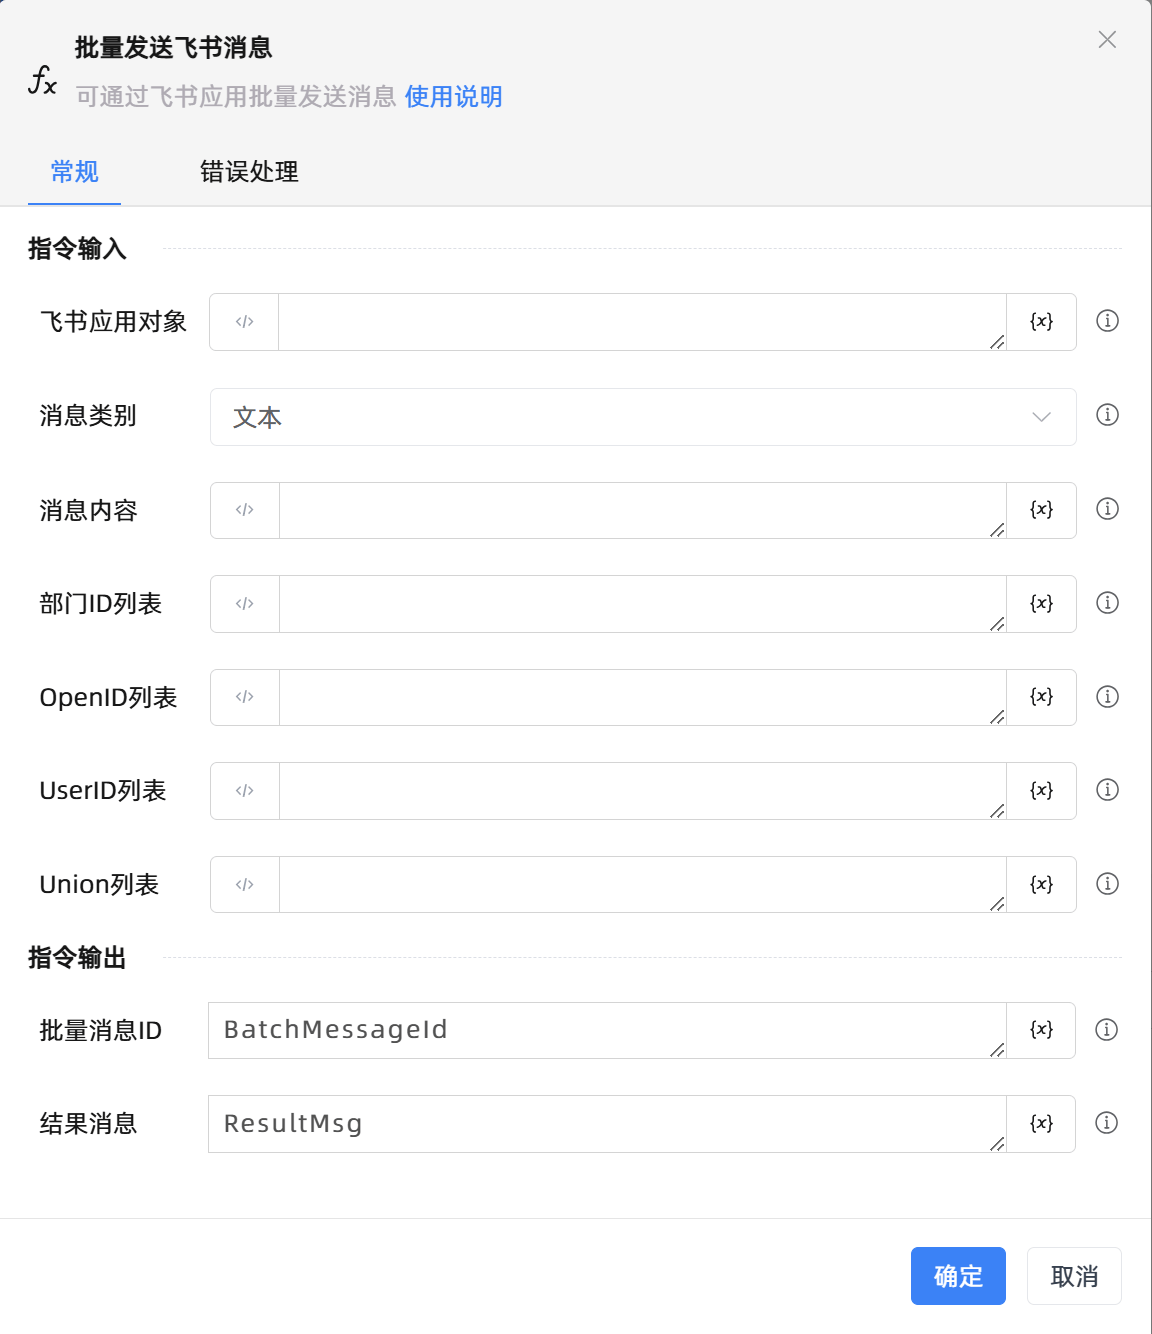 批量发送飞书消息
可通过飞书应用批量发送消息 使用说明
常规 错误处理
指令输入
飞书应用对象 </> {x}
消息类别 文本
消息内容 </> {x}
部门ID列表 </> {x}
OpenID列表 </> {x}
UserID列表 </> {x}
Union列表 </> {x}
指令输出
批量消息ID BatchMessageId {x}
结果消息 ResultMsg {x}
确定 取消